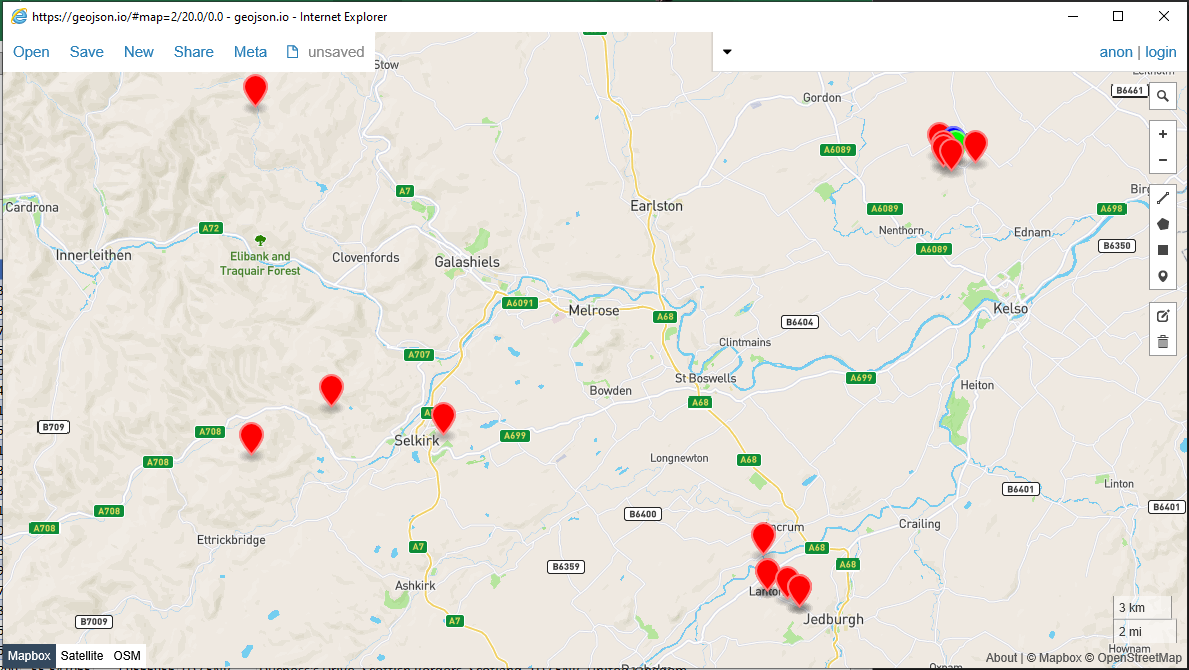 https://geojson.io/#map=2/20.0/0.0 - geojson.io - Internet Explorer
Open Save New Share Meta unsaved
anon | login
Stow
B6461
Gordon
A6089
A7
Cardrona
Earlston
A6089
A698
A72
Nenthorn
Ednam
B6350
Innerleithen
Elibank and
Traquair Forest
Clovenfords
Galashiels
A6089
A6091
Melrose
A68
B6404
Kelso
Clintmains
A707
St Boswells
A699
Heiton
Bowden
A68
B709
A708
Selkirk
A699
A708
Longnewton
A68
B6401
Linton
A708
B6400
B6401
A708
Crailing
Ettrickbridge
A7
A68
A68
B6359
Ashkirk
3 km
B7009
A7
Jedburgh
2 mi
Hownam
Mapbox Satellite OSM
About | © Mapbox © OpenStreetMap